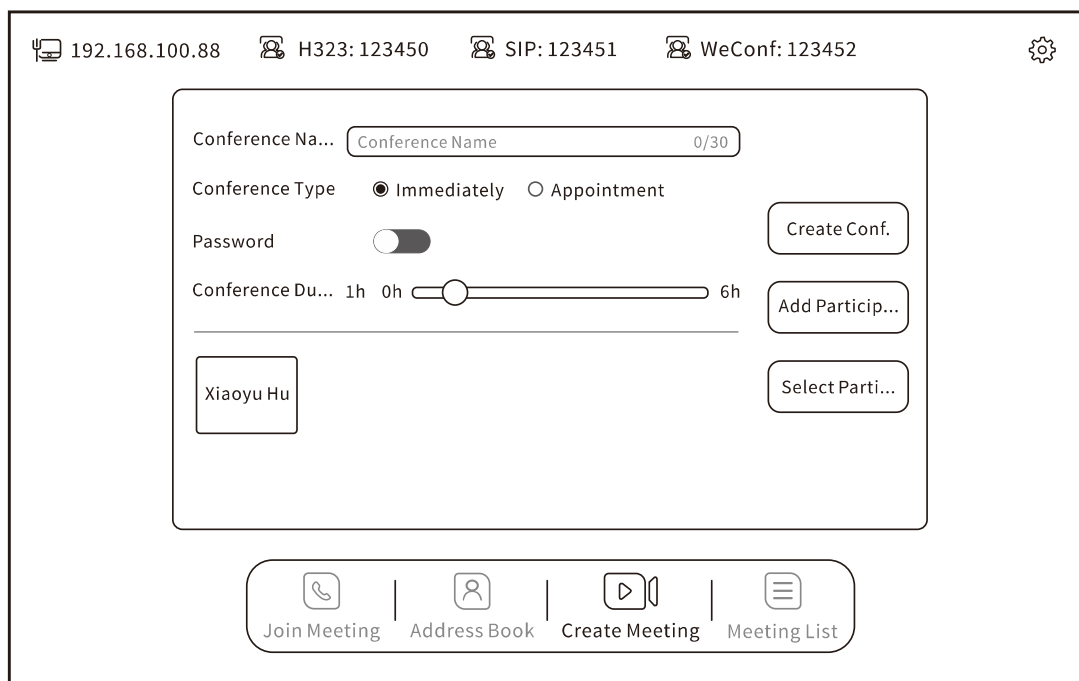 192.168.100.88 H323: 123450 SIP: 123451 WeConf: 123452
Conference Na... Conference Name 0/30
Conference Type Immediately Appointment
Create Conf.
Password
Conference Du... 1h 0h 6h
Add Particip...
Xiaoyu Hu
Select Parti...
Join Meeting Address Book Create Meeting Meeting List